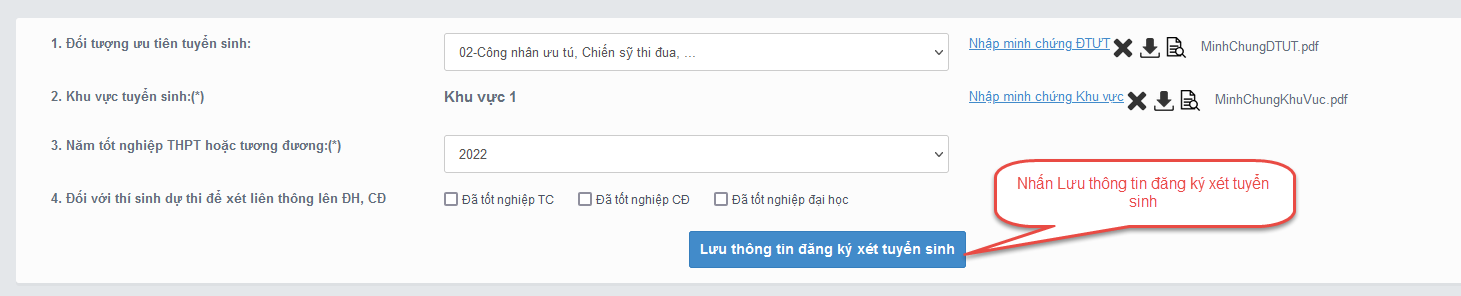 1. Đối tượng ưu tiên tuyển sinh:
02-Công nhân ưu tú, Chiến sỹ thi đua, ...
Nhập minh chứng ĐTƯT
MinhChungDTUT.pdf
2. Khu vực tuyển sinh:(*)
Khu vực 1
Nhập minh chứng Khu vực
MinhChungKhuVuc.pdf
3. Năm tốt nghiệp THPT hoặc tương đương:(*)
2022
4. Đối với thí sinh dự thi để xét liên thông lên ĐH, CĐ
Đã tốt nghiệp TC
Đã tốt nghiệp CĐ
Đã tốt nghiệp đại học
Nhấn Lưu thông tin đăng ký xét tuyển
sinh
Lưu thông tin đăng ký xét tuyển sinh